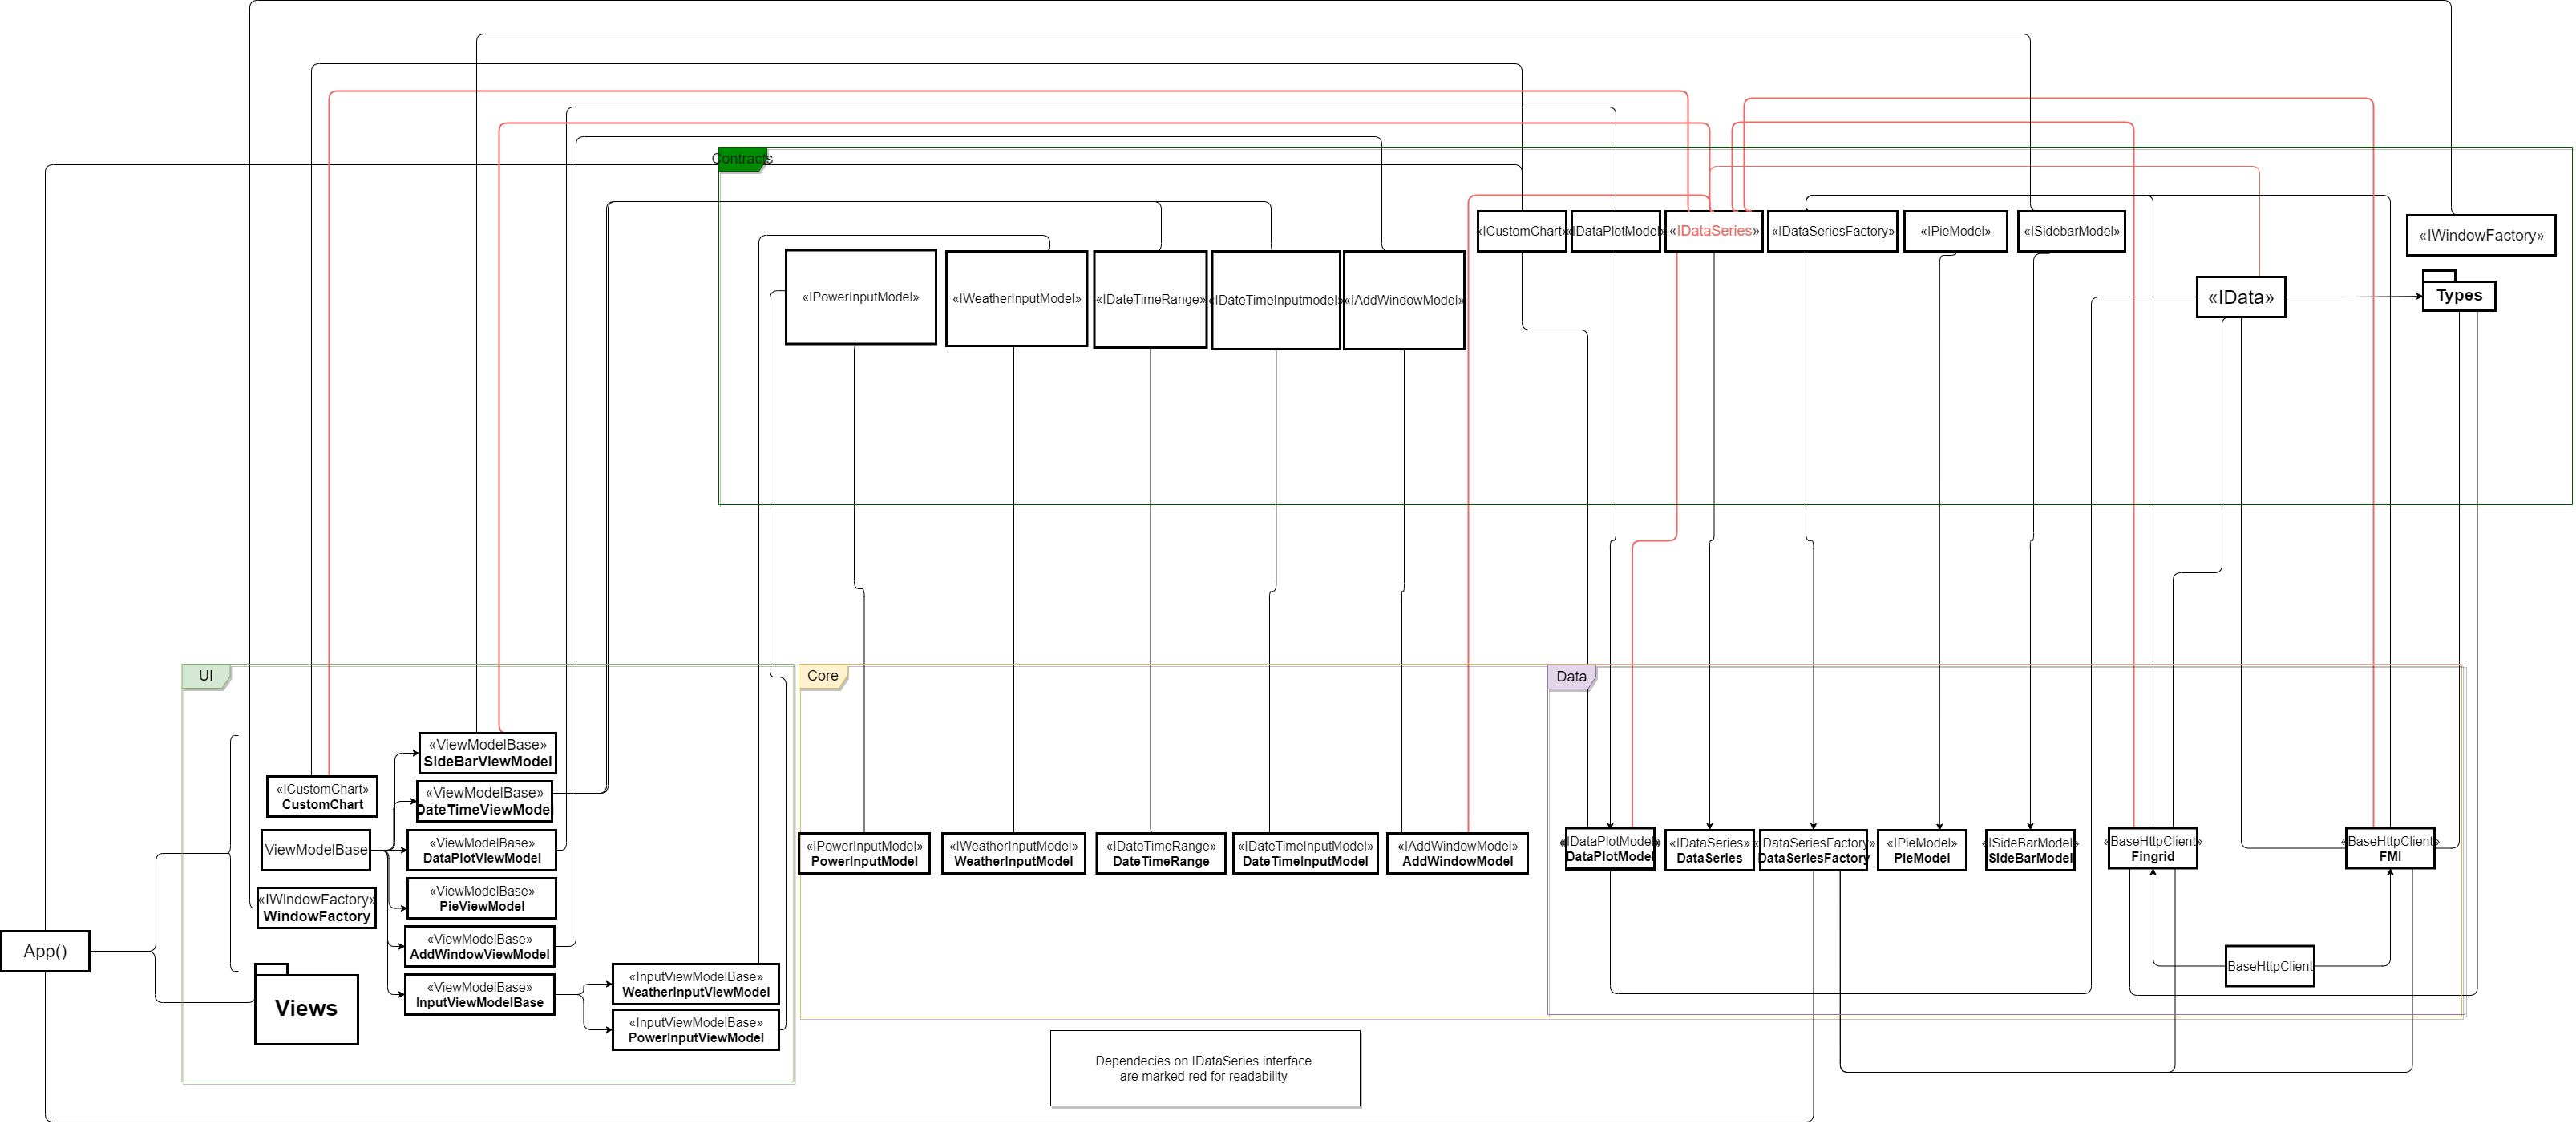 Contracts
«ICustomChart»
«IDataPlotModel»
«IDataSeries»
«IDataSeriesFactory»
«IPieModel»
«ISidebarModel»
«IWindowFactory»
«IPowerInputModel»
«IWeatherInputModel»
«IDateTimeRange»
«IDateTimeInputmodel»
«IAddWindowModel»
«IData»
Types
UI
Core
Data
«ViewModelBase»
SideBarViewModel
«ICustomChart»
CustomChart
«ViewModelBase»
DateTimeViewMode
ViewModelBase
«ViewModelBase»
DataPlotViewModel
«IWindowFactory»
WindowFactory
«ViewModelBase»
PieViewModel
App()
«ViewModelBase»
AddWindowViewModel
Views
«ViewModelBase»
InputViewModelBase
«InputViewModelBase»
WeatherInputViewModel
«InputViewModelBase»
PowerInputViewModel
«IPowerInputModel»
PowerInputModel
«IWeatherInputModel»
WeatherInputModel
«IDateTimeRange»
DateTimeRange
«IDateTimeInputModel»
DateTimeInputModel
«IAddWindowModel»
AddWindowModel
«IDataPlotModel»
DataPlotModel
«IDataSeries»
DataSeries
«IDataSeriesFactory»
DataSeriesFactory
«IPieModel»
PieModel
«ISideBarModel»
SideBarModel
«BaseHttpClient»
Fingrid
«BaseHttpClient»
FMI
BaseHttpClient
Dependecies on IDataSeries interface
are marked red for readability